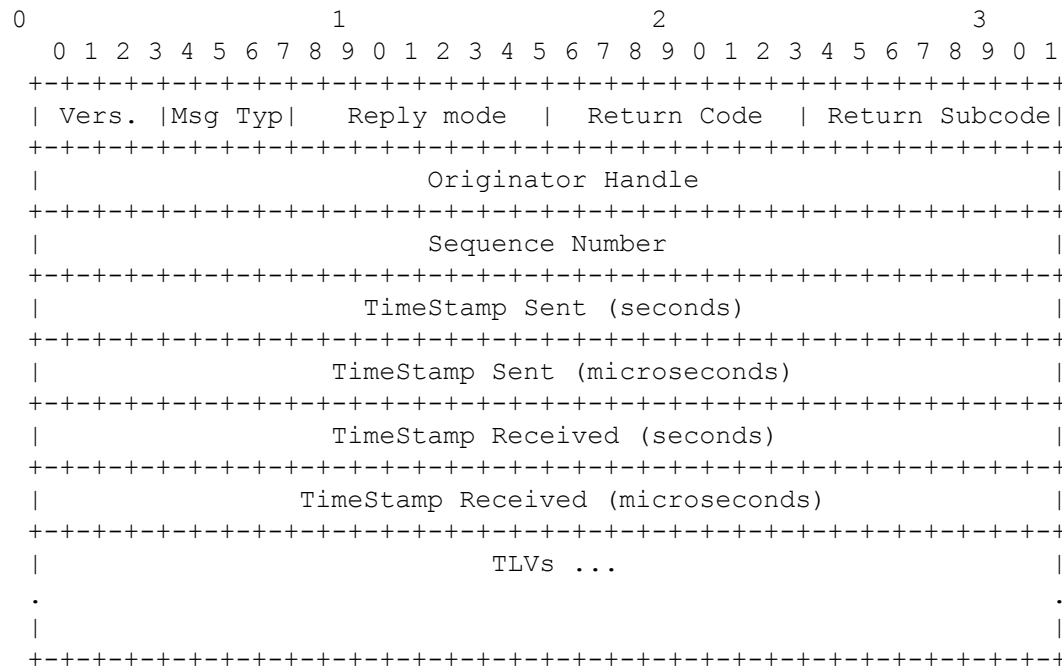 0                   1                   2                   3
  0 1 2 3 4 5 6 7 8 9 0 1 2 3 4 5 6 7 8 9 0 1 2 3 4 5 6 7 8 9 0 1
 +-+-+-+-+-+-+-+-+-+-+-+-+-+-+-+-+-+-+-+-+-+-+-+-+-+-+-+-+-+-+-+-+
 | Vers. |Msg Typ|   Reply mode  |  Return Code  | Return Subcode|
 +-+-+-+-+-+-+-+-+-+-+-+-+-+-+-+-+-+-+-+-+-+-+-+-+-+-+-+-+-+-+-+-+
 |                        Originator Handle                      |
 +-+-+-+-+-+-+-+-+-+-+-+-+-+-+-+-+-+-+-+-+-+-+-+-+-+-+-+-+-+-+-+-+
 |                        Sequence Number                        |
 +-+-+-+-+-+-+-+-+-+-+-+-+-+-+-+-+-+-+-+-+-+-+-+-+-+-+-+-+-+-+-+-+
 |                    TimeStamp Sent (seconds)                   |
 +-+-+-+-+-+-+-+-+-+-+-+-+-+-+-+-+-+-+-+-+-+-+-+-+-+-+-+-+-+-+-+-+
 |                  TimeStamp Sent (microseconds)                |
 +-+-+-+-+-+-+-+-+-+-+-+-+-+-+-+-+-+-+-+-+-+-+-+-+-+-+-+-+-+-+-+-+
 |                  TimeStamp Received (seconds)                 |
 +-+-+-+-+-+-+-+-+-+-+-+-+-+-+-+-+-+-+-+-+-+-+-+-+-+-+-+-+-+-+-+-+
 |                TimeStamp Received (microseconds)              |
 +-+-+-+-+-+-+-+-+-+-+-+-+-+-+-+-+-+-+-+-+-+-+-+-+-+-+-+-+-+-+-+-+
 |                            TLVs ...                           |
 .                                                               .
 |                                                               |
 +-+-+-+-+-+-+-+-+-+-+-+-+-+-+-+-+-+-+-+-+-+-+-+-+-+-+-+-+-+-+-+-+